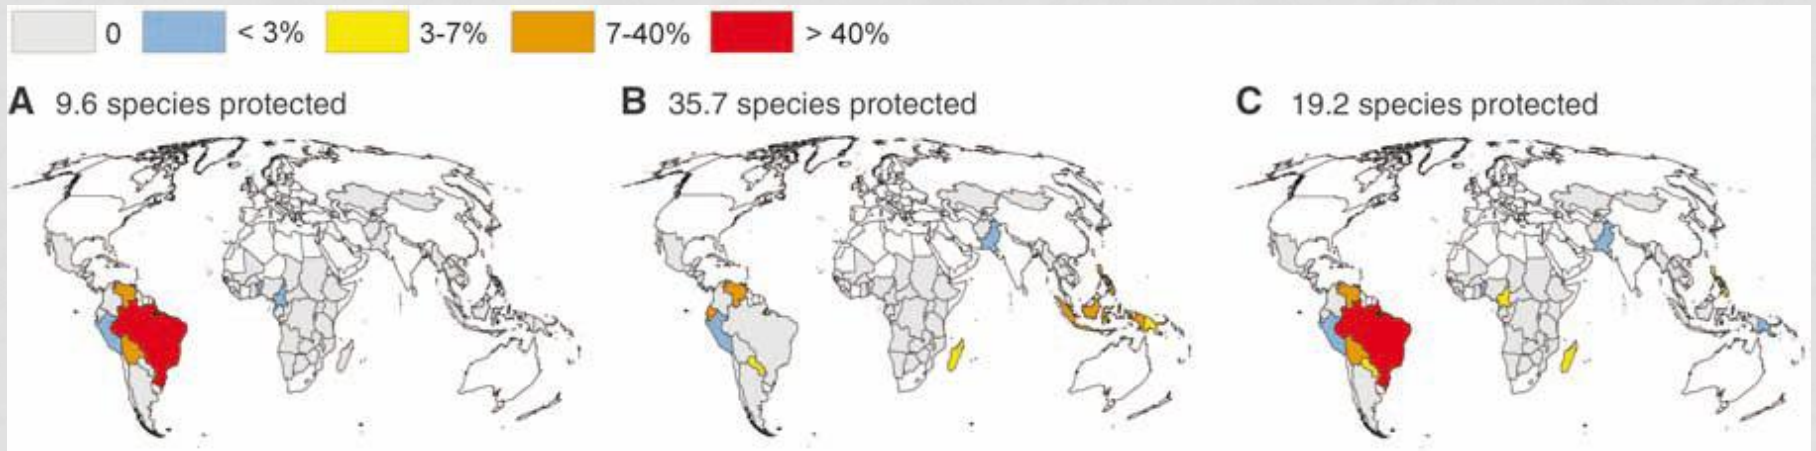 0 < 3% 3-7% 7-40% > 40%
A 9.6 species protected
B 35.7 species protected
C 19.2 species protected